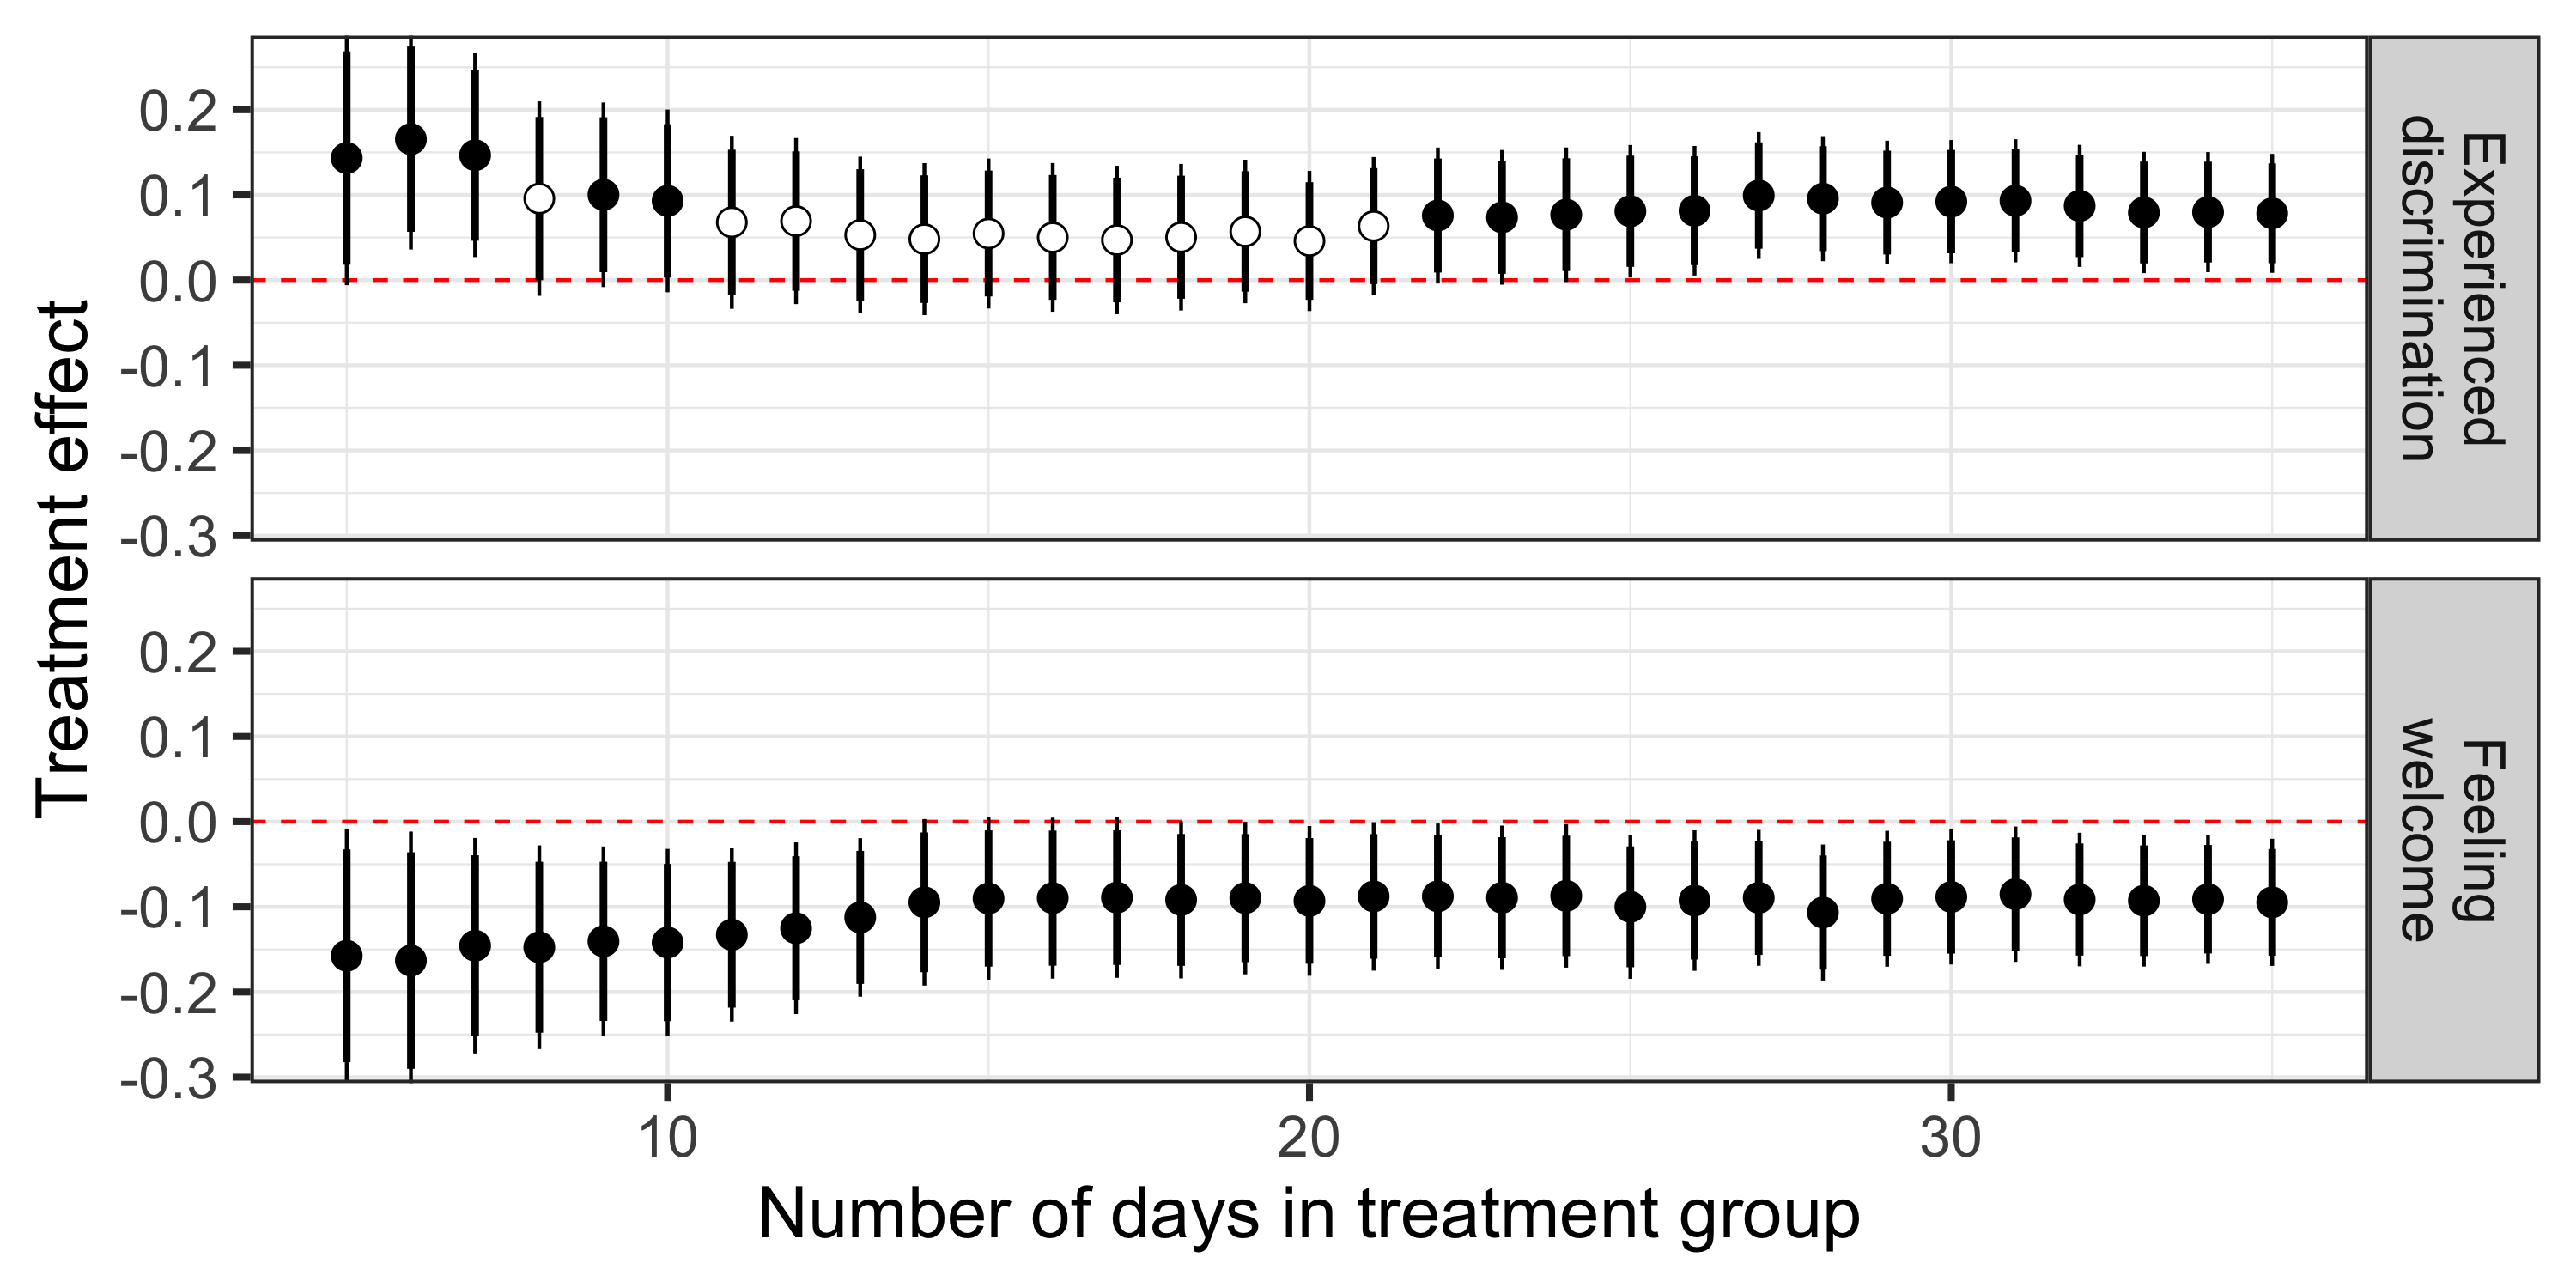 Treatment effect
0.2
0.1
0.0
-0.1
-0.2
-0.3
Experienced
discrimination
0.2
0.1
0.0
-0.1
-0.2
-0.3
Feeling
welcome
10
20
30
Number of days in treatment group